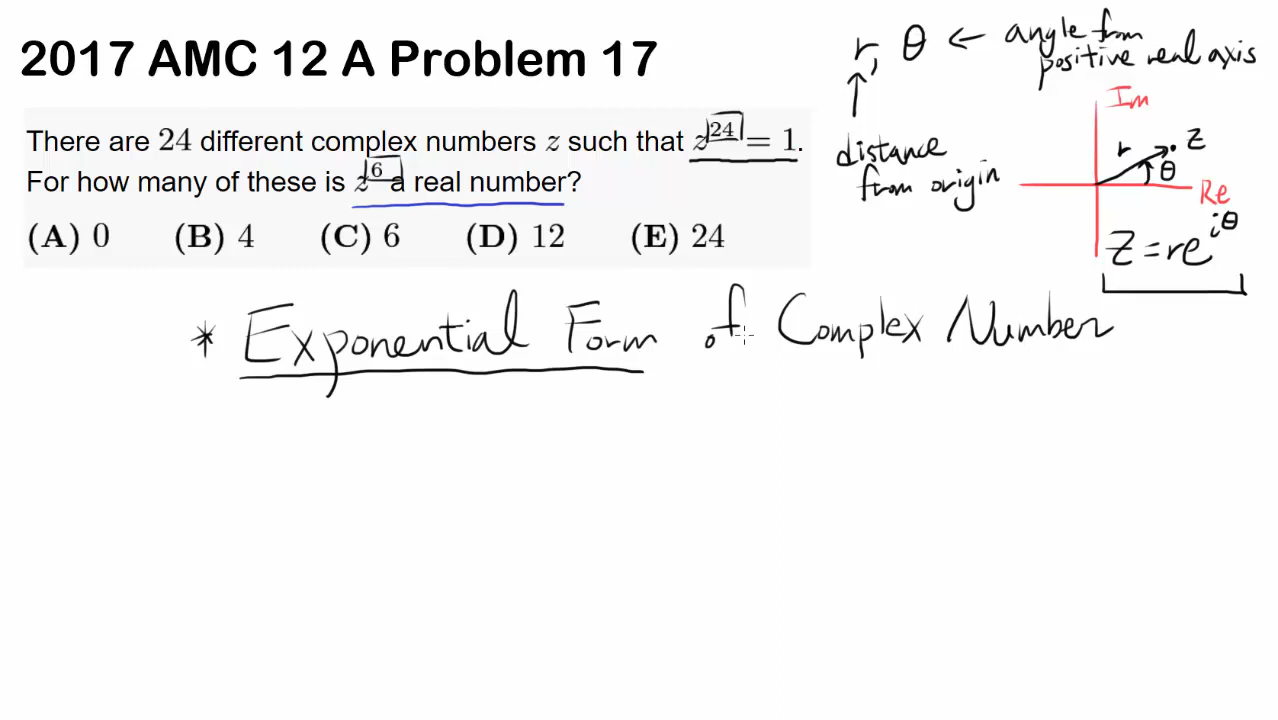 2017 AMC 12 A Problem 17
There are 24 different complex numbers z such that z^24 = 1.
For how many of these is z^6 a real number?
(A) 0 (B) 4 (C) 6 (D) 12 (E) 24
r, θ ← angle from
positive real axis
distance
from origin
Im
r
z
θ
Re
z = re^iθ
* Exponential Form of Complex Number